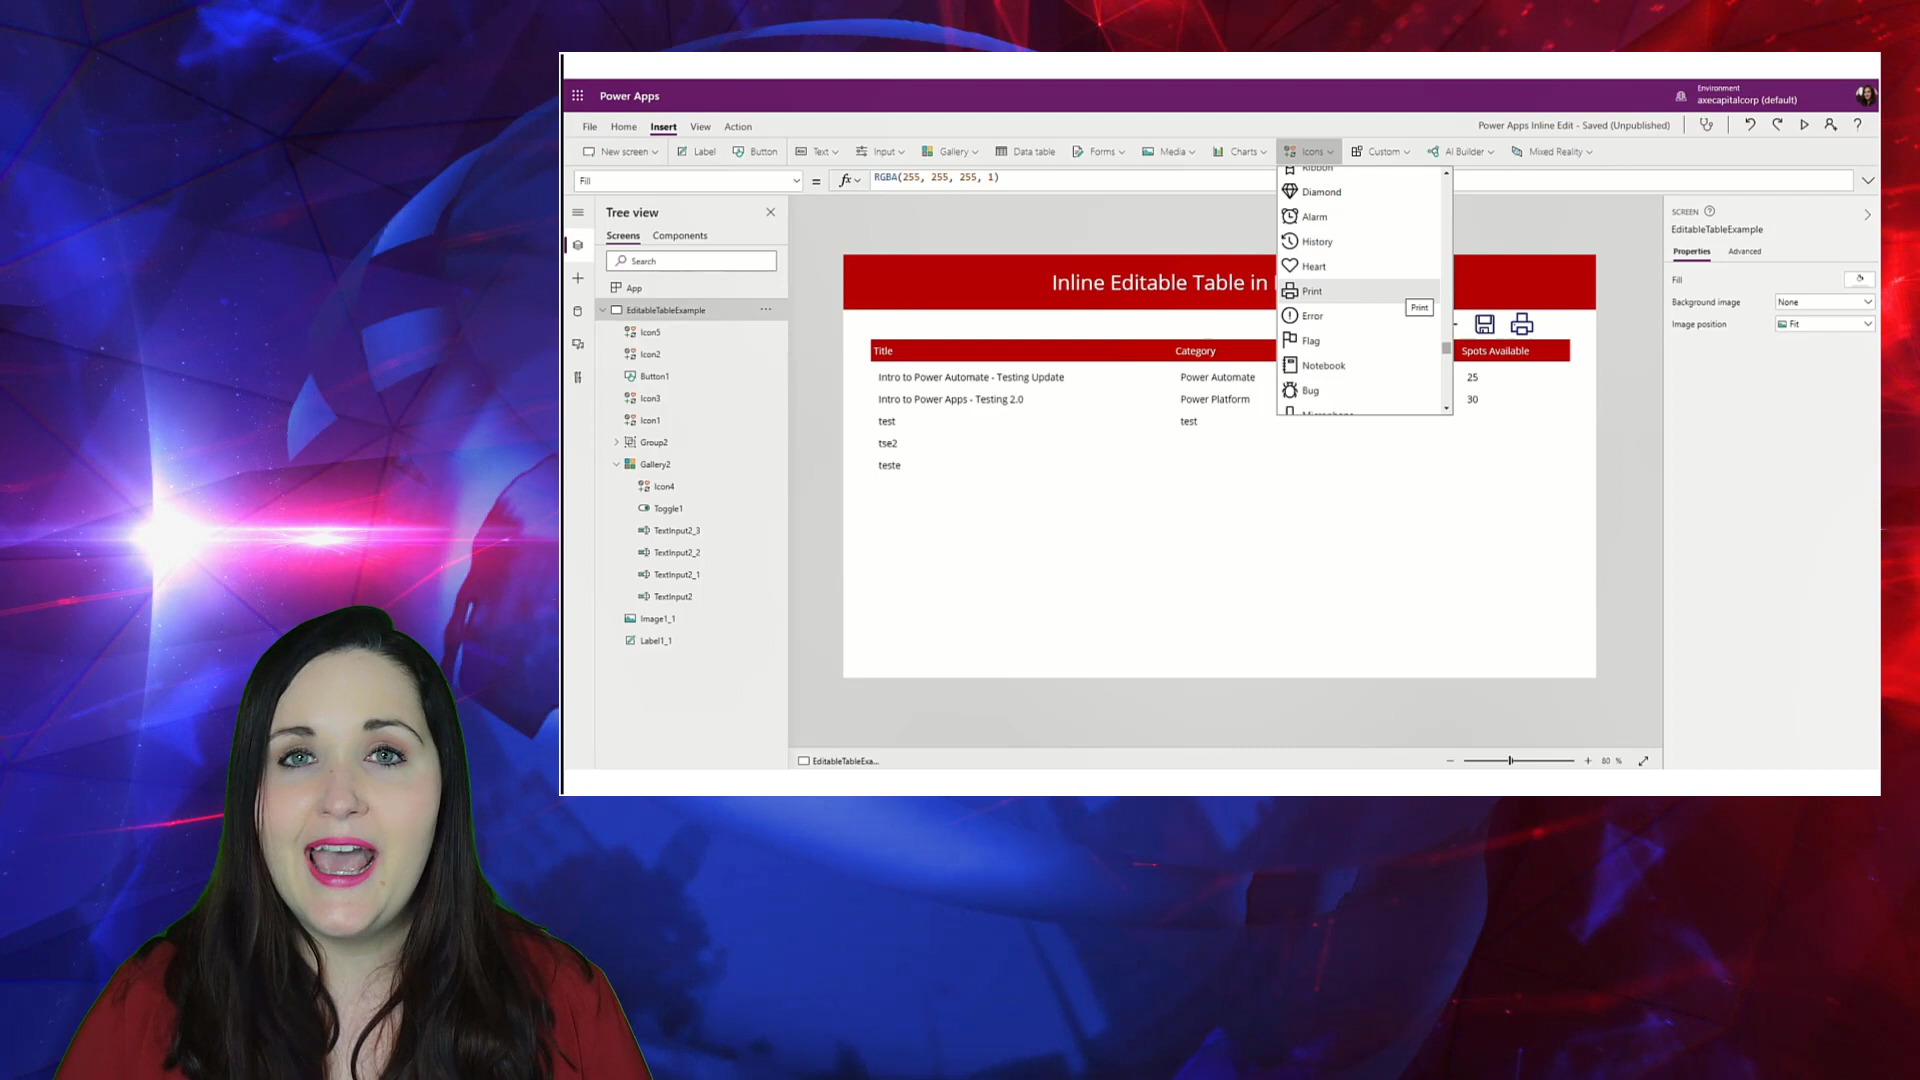 Power Apps
Environment
axecapitalcorp (default)
File Home Insert View Action
Power Apps Inline Edit - Saved (Unpublished)
New screen Label Button Text Input Gallery Data table Forms Media Charts Icons Custom AI Builder Mixed Reality
Fill = fx RGBA(255, 255, 255, 1)
Tree view
Screens Components
Search
App
EditableTableExample
Icon5
Icon2
Button1
Icon3
Icon1
Group2
Gallery2
Icon4
Toggle1
TextInput2_3
TextInput2_2
TextInput2_1
TextInput2
Image1_1
Label1_1
Inline Editable Table in
Title Category Spots Available
Intro to Power Automate - Testing Update Power Automate 25
Intro to Power Apps - Testing 2.0 Power Platform 30
test test
tse2
teste
Ribbon
Diamond
Alarm
History
Heart
Print
Print
Error
Flag
Notebook
Bug
Microphone
SCREEN
EditableTableExample
Properties Advanced
Fill
Background image None
Image position Fit
EditableTableExa...
80 %